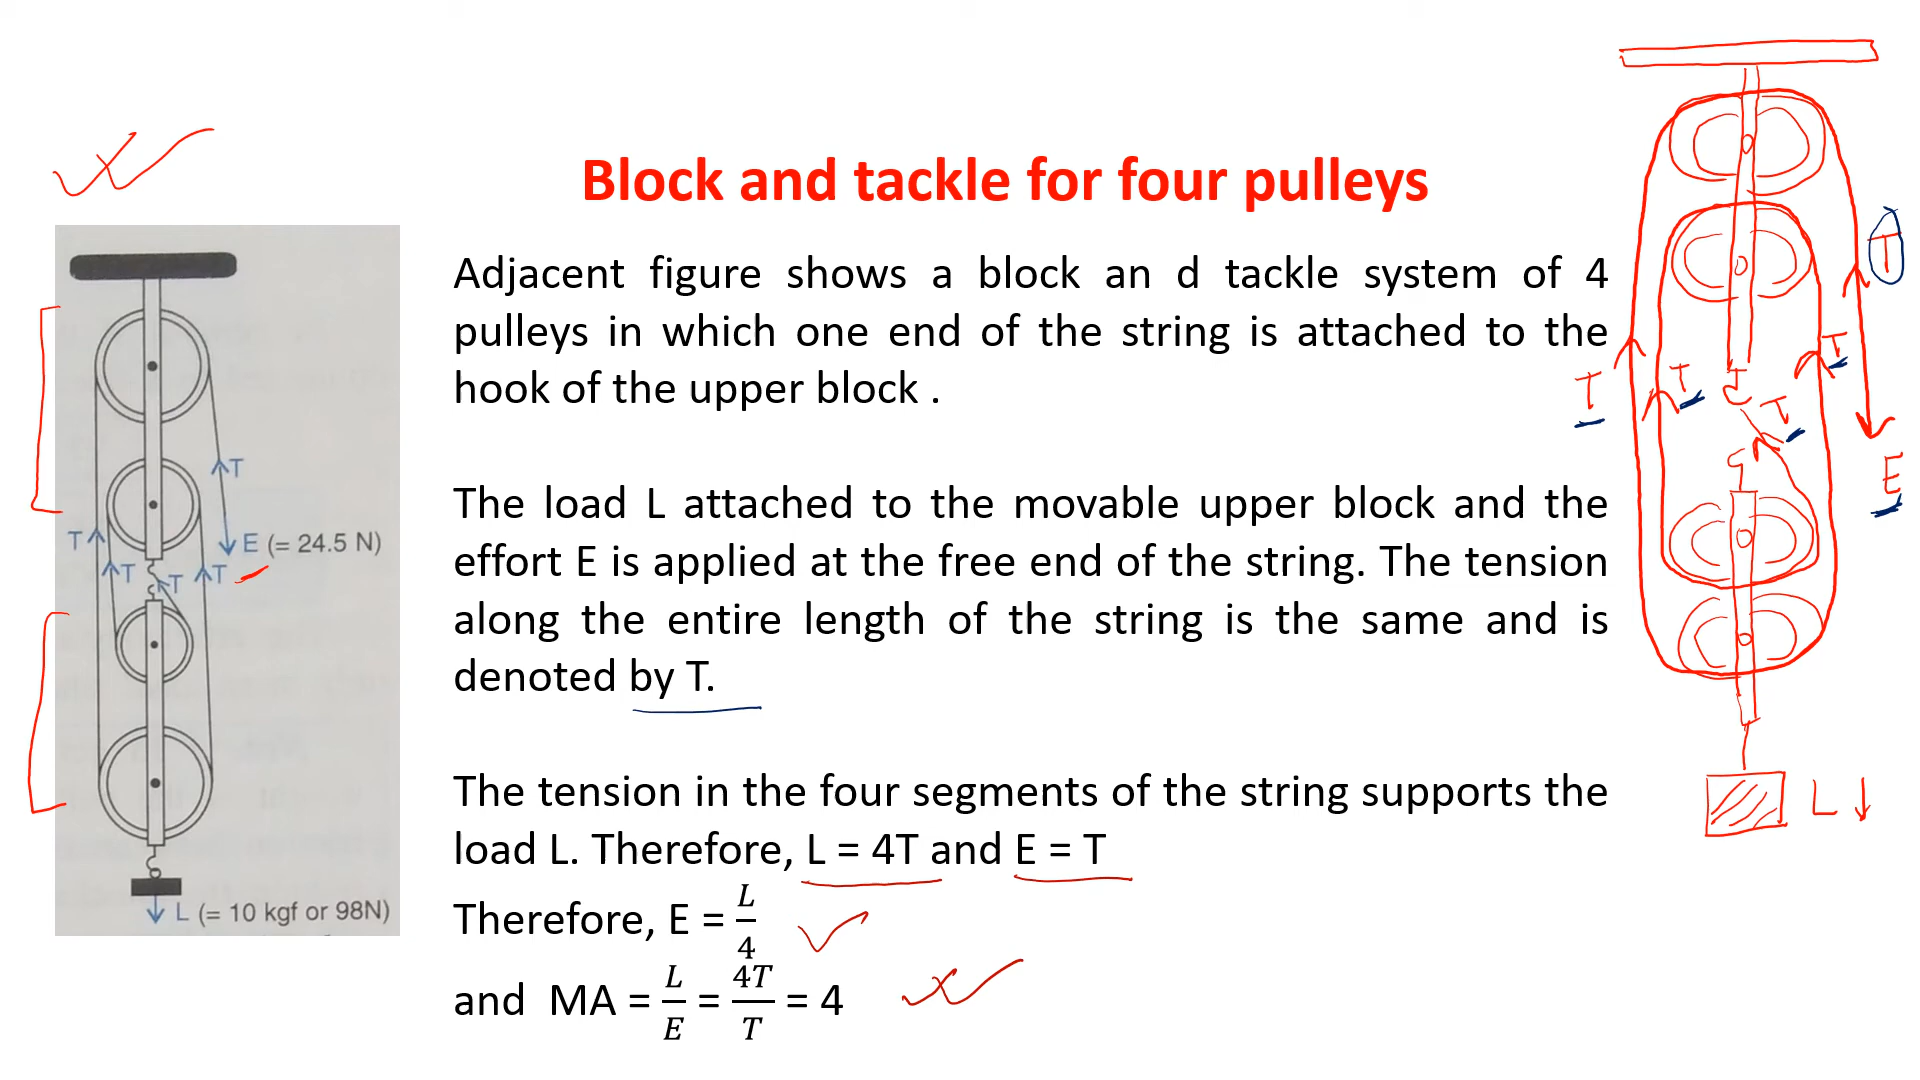 Block and tackle for four pulleys
Adjacent figure shows a block an d tackle system of 4
pulleys in which one end of the string is attached to the
hook of the upper block .
The load L attached to the movable upper block and the
effort E is applied at the free end of the string. The tension
along the entire length of the string is the same and is
denoted by T.
The tension in the four segments of the string supports the
load L. Therefore, L = 4T and E = T
Therefore, E = L/4
and MA = L/E = 4T/T = 4
T
E (= 24.5 N)
T
T
T
T
L (= 10 kgf or 98N)
T
T
T
T
T
E
L ↓